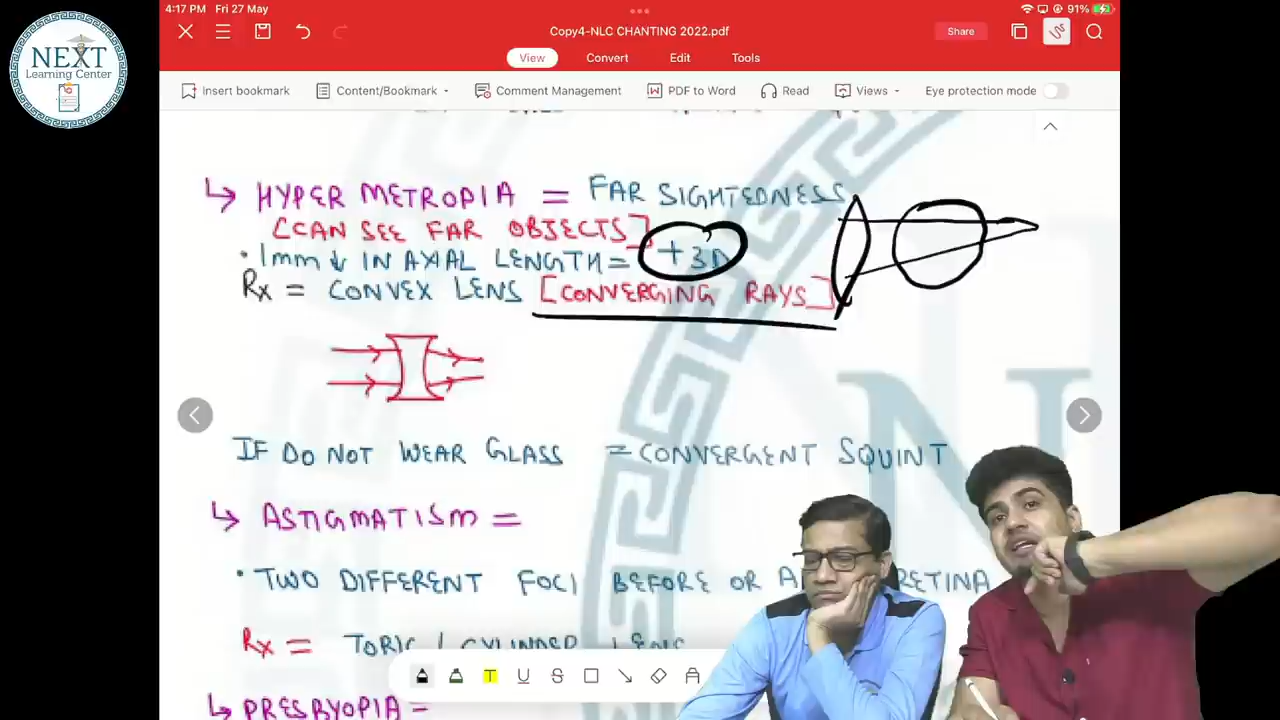 4:17 PM Fri 27 May
91%
NEXT
Learning Center
Copy4-NLC CHANTING 2022.pdf
Share
View Convert Edit Tools
Insert bookmark Content/Bookmark Comment Management PDF to Word Read Views Eye protection mode
↳ HYPER METROPIA = FAR SIGHTEDNESS
[CAN SEE FAR OBJECTS]
• 1mm ↓ IN AXIAL LENGTH = +3D
Rx = CONVEX LENS [CONVERGING RAYS]
IF DO NOT WEAR GLASS = CONVERGENT SQUINT
↳ ASTIGMATISM =
• TWO DIFFERENT FOCI BEFORE OR RETINA
Rx = TORIC / CYLINDER LENS
↳ PRESBYOPIA =